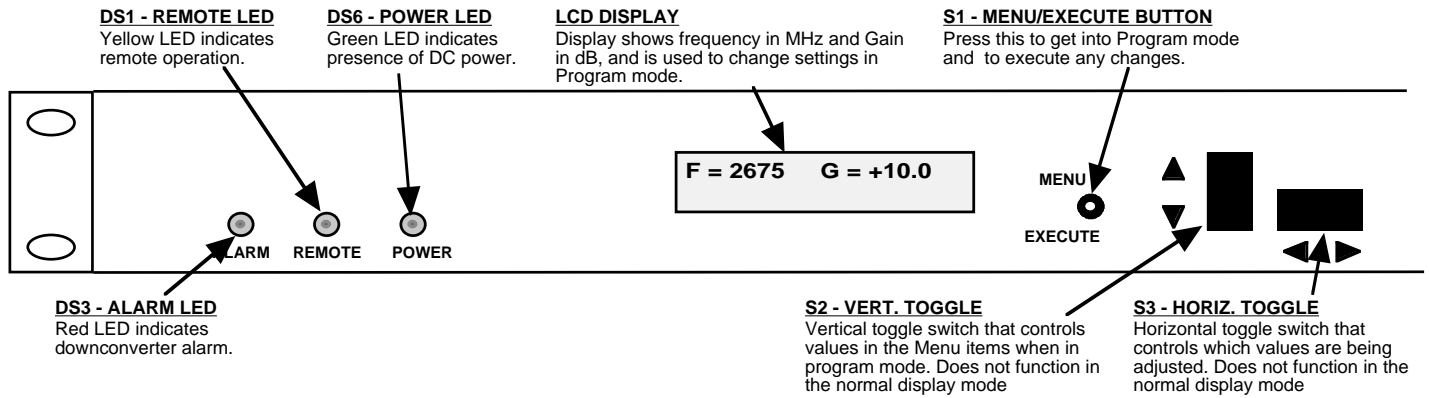 DS1 - REMOTE LED
Yellow LED indicates
remote operation.
DS6 - POWER LED
Green LED indicates
presence of DC power.
LCD DISPLAY
Display shows frequency in MHz and Gain
in dB, and is used to change settings in
Program mode.
S1 - MENU/EXECUTE BUTTON
Press this to get into Program mode
and to execute any changes.
F = 2675 G = +10.0
MENU
EXECUTE
ALARM
REMOTE
POWER
DS3 - ALARM LED
Red LED indicates
downconverter alarm.
S2 - VERT. TOGGLE
Vertical toggle switch that controls
values in the Menu items when in
program mode. Does not function in
the normal display mode
S3 - HORIZ. TOGGLE
Horizontal toggle switch that
controls which values are being
adjusted. Does not function in the
normal display mode